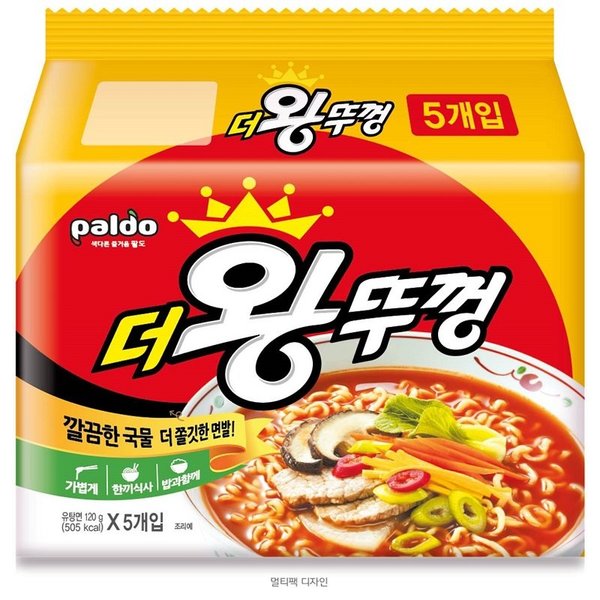 더왕뚜껑
5개입
paldo
색다른 즐거움 팔도
더왕뚜껑
깔끔한 국물 더 쫄깃한 면발!
가볍게
한끼식사
밥과함께
유탕면 120 g
(505 kcal) X 5개입 조리예
멀티팩 디자인